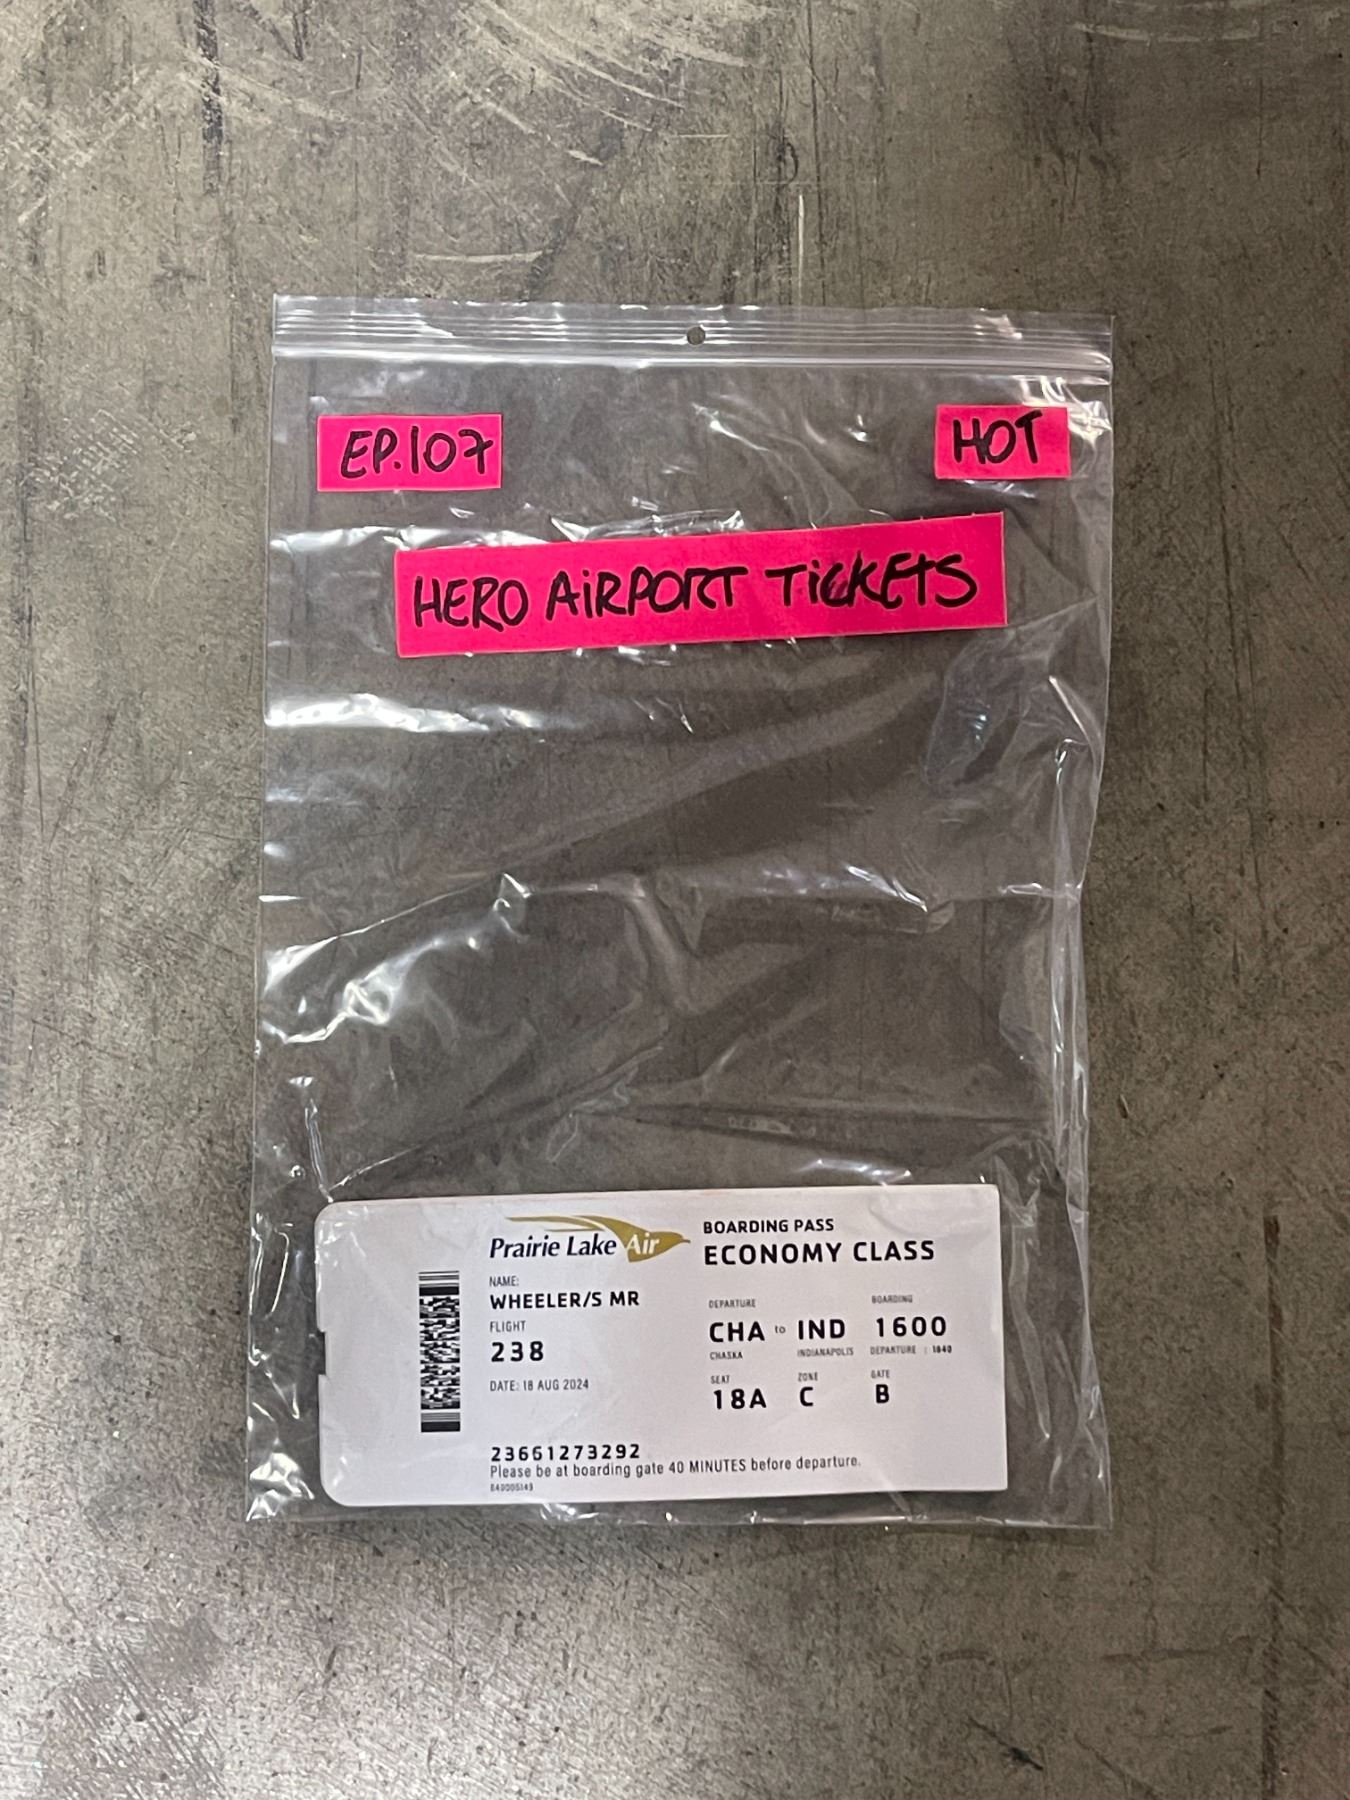 EP.107
HOT
HERO AiRPORT TiCKETS
Prairie Lake Air
BOARDING PASS
ECONOMY CLASS
NAME:
WHEELER/S MR
FLIGHT
238
DATE: 18 AUG 2024
DEPARTURE
BOARDING
CHA to IND 1600
CHASKA INDIANAPOLIS DEPARTURE : 1640
SEAT ZONE GATE
18A C B
23661273292
Please be at boarding gate 40 MINUTES before departure.